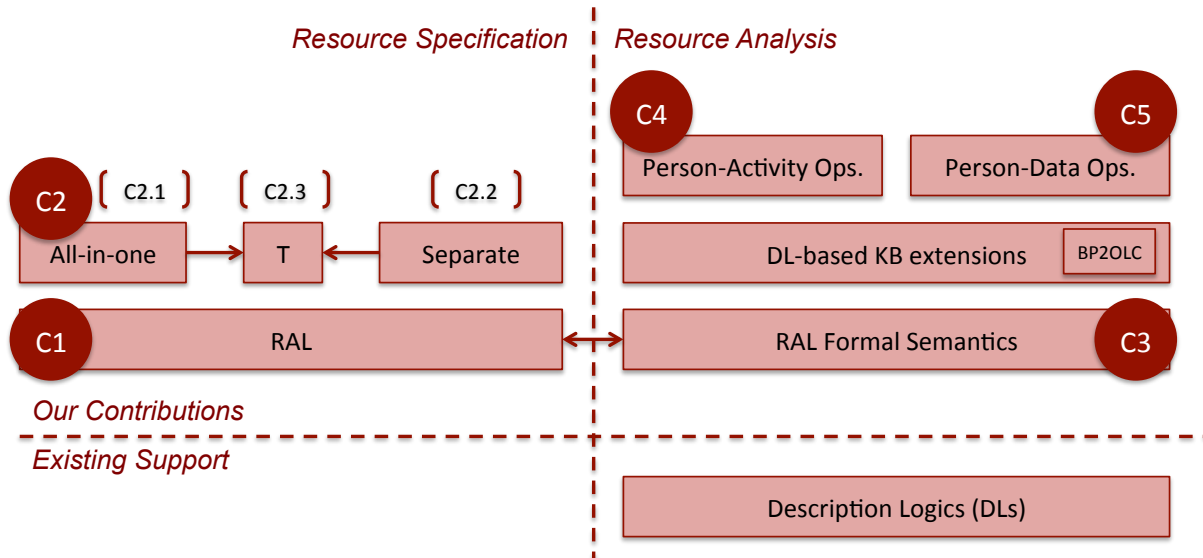 Resource Specification
Resource Analysis
C4
C5
Person-Activity Ops.
Person-Data Ops.
C2
C2.1
C2.3
C2.2
All-in-one
T
Separate
DL-based KB extensions
BP2OLC
C1
RAL
RAL Formal Semantics
C3
Our Contributions
Existing Support
Description Logics (DLs)